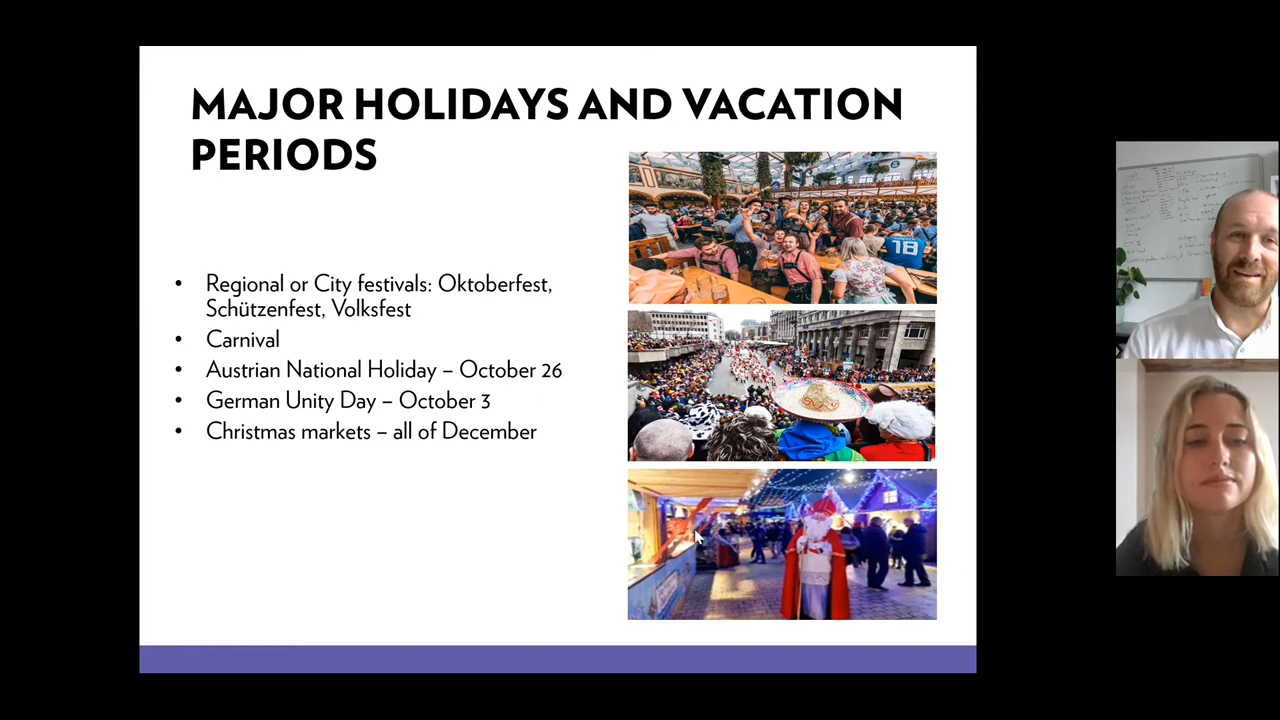 MAJOR HOLIDAYS AND VACATION
PERIODS
• Regional or City festivals: Oktoberfest,
Schützenfest, Volksfest
• Carnival
• Austrian National Holiday – October 26
• German Unity Day – October 3
• Christmas markets – all of December
18